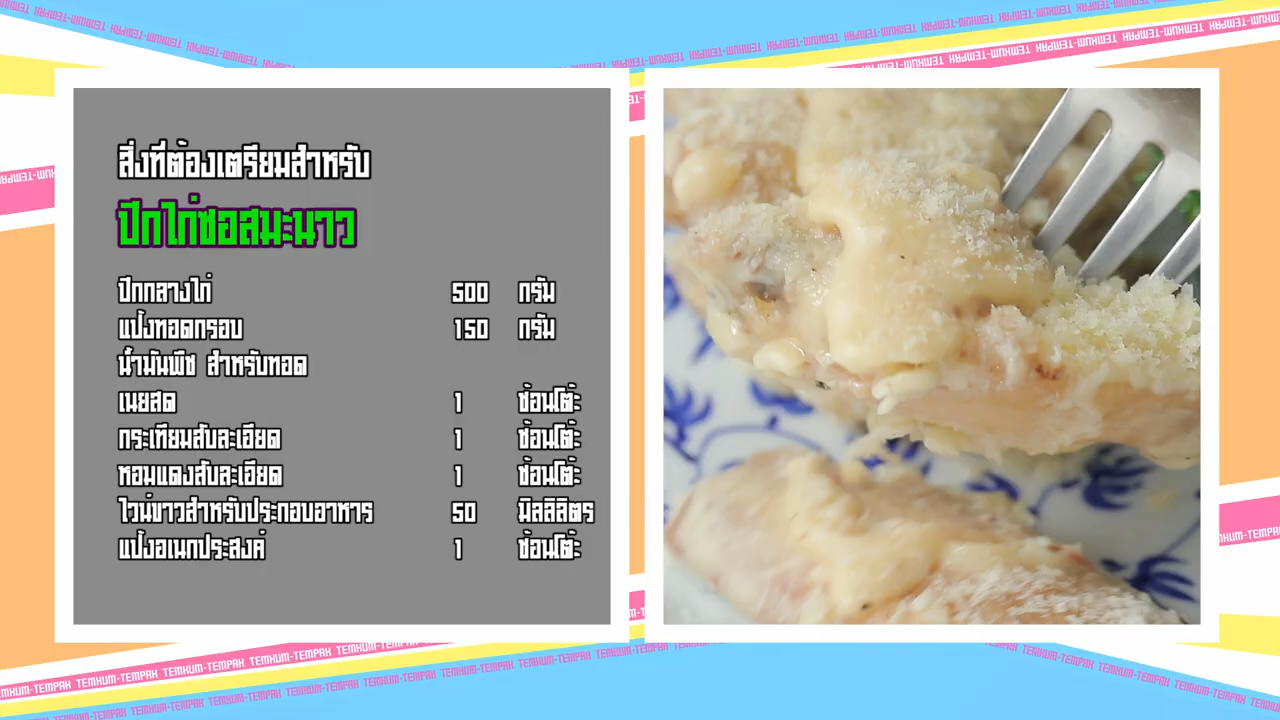 สิ่งที่ต้องเตรียมสำหรับ
ปีกไก่ซอสมะนาว
ปีกกลางไก่ 500 กรัม
แป้งทอดกรอบ 150 กรัม
น้ำมันพืช สำหรับทอด
เนยสด 1 ช้อนโต๊ะ
กระเทียมสับละเอียด 1 ช้อนโต๊ะ
หอมแดงสับละเอียด 1 ช้อนโต๊ะ
ไวน์ขาวสำหรับประกอบอาหาร 50 มิลลิลิตร
แป้งอเนกประสงค์ 1 ช้อนโต๊ะ
TEMKUM-TEMPAK TEMKUM-TEMPAK TEMKUM-TEMPAK TEMKUM-TEMPAK